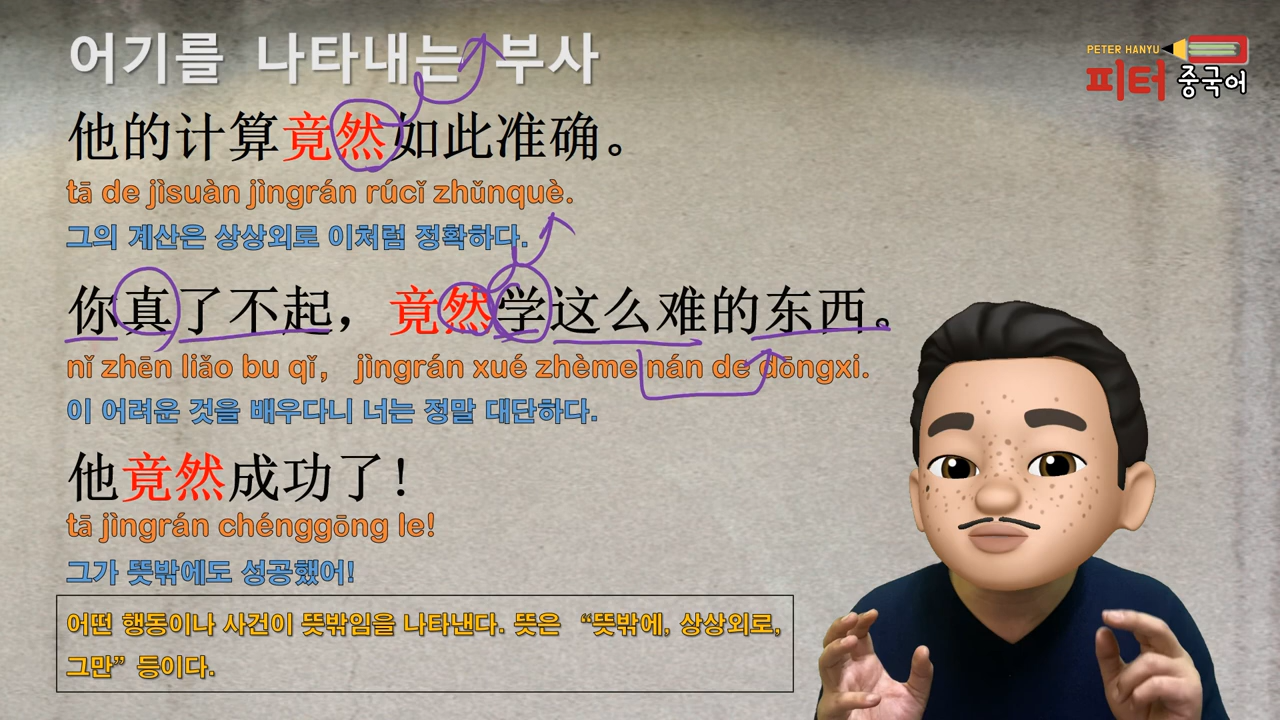 어기를 나타내는 부사
PETER HANYU
피터 중국어
他的计算竟然如此准确。
tā de jìsuàn jìngrán rúcǐ zhǔnquè.
그의 계산은 상상외로 이처럼 정확하다.
你真了不起，竟然学这么难的东西。
nǐ zhēn liǎo bu qǐ, jìngrán xué zhème nán de dōngxi.
이 어려운 것을 배우다니 너는 정말 대단하다.
他竟然成功了！
tā jìngrán chénggōng le!
그가 뜻밖에도 성공했어!
어떤 행동이나 사건이 뜻밖임을 나타낸다. 뜻은 “뜻밖에, 상상외로,
그만” 등이다.